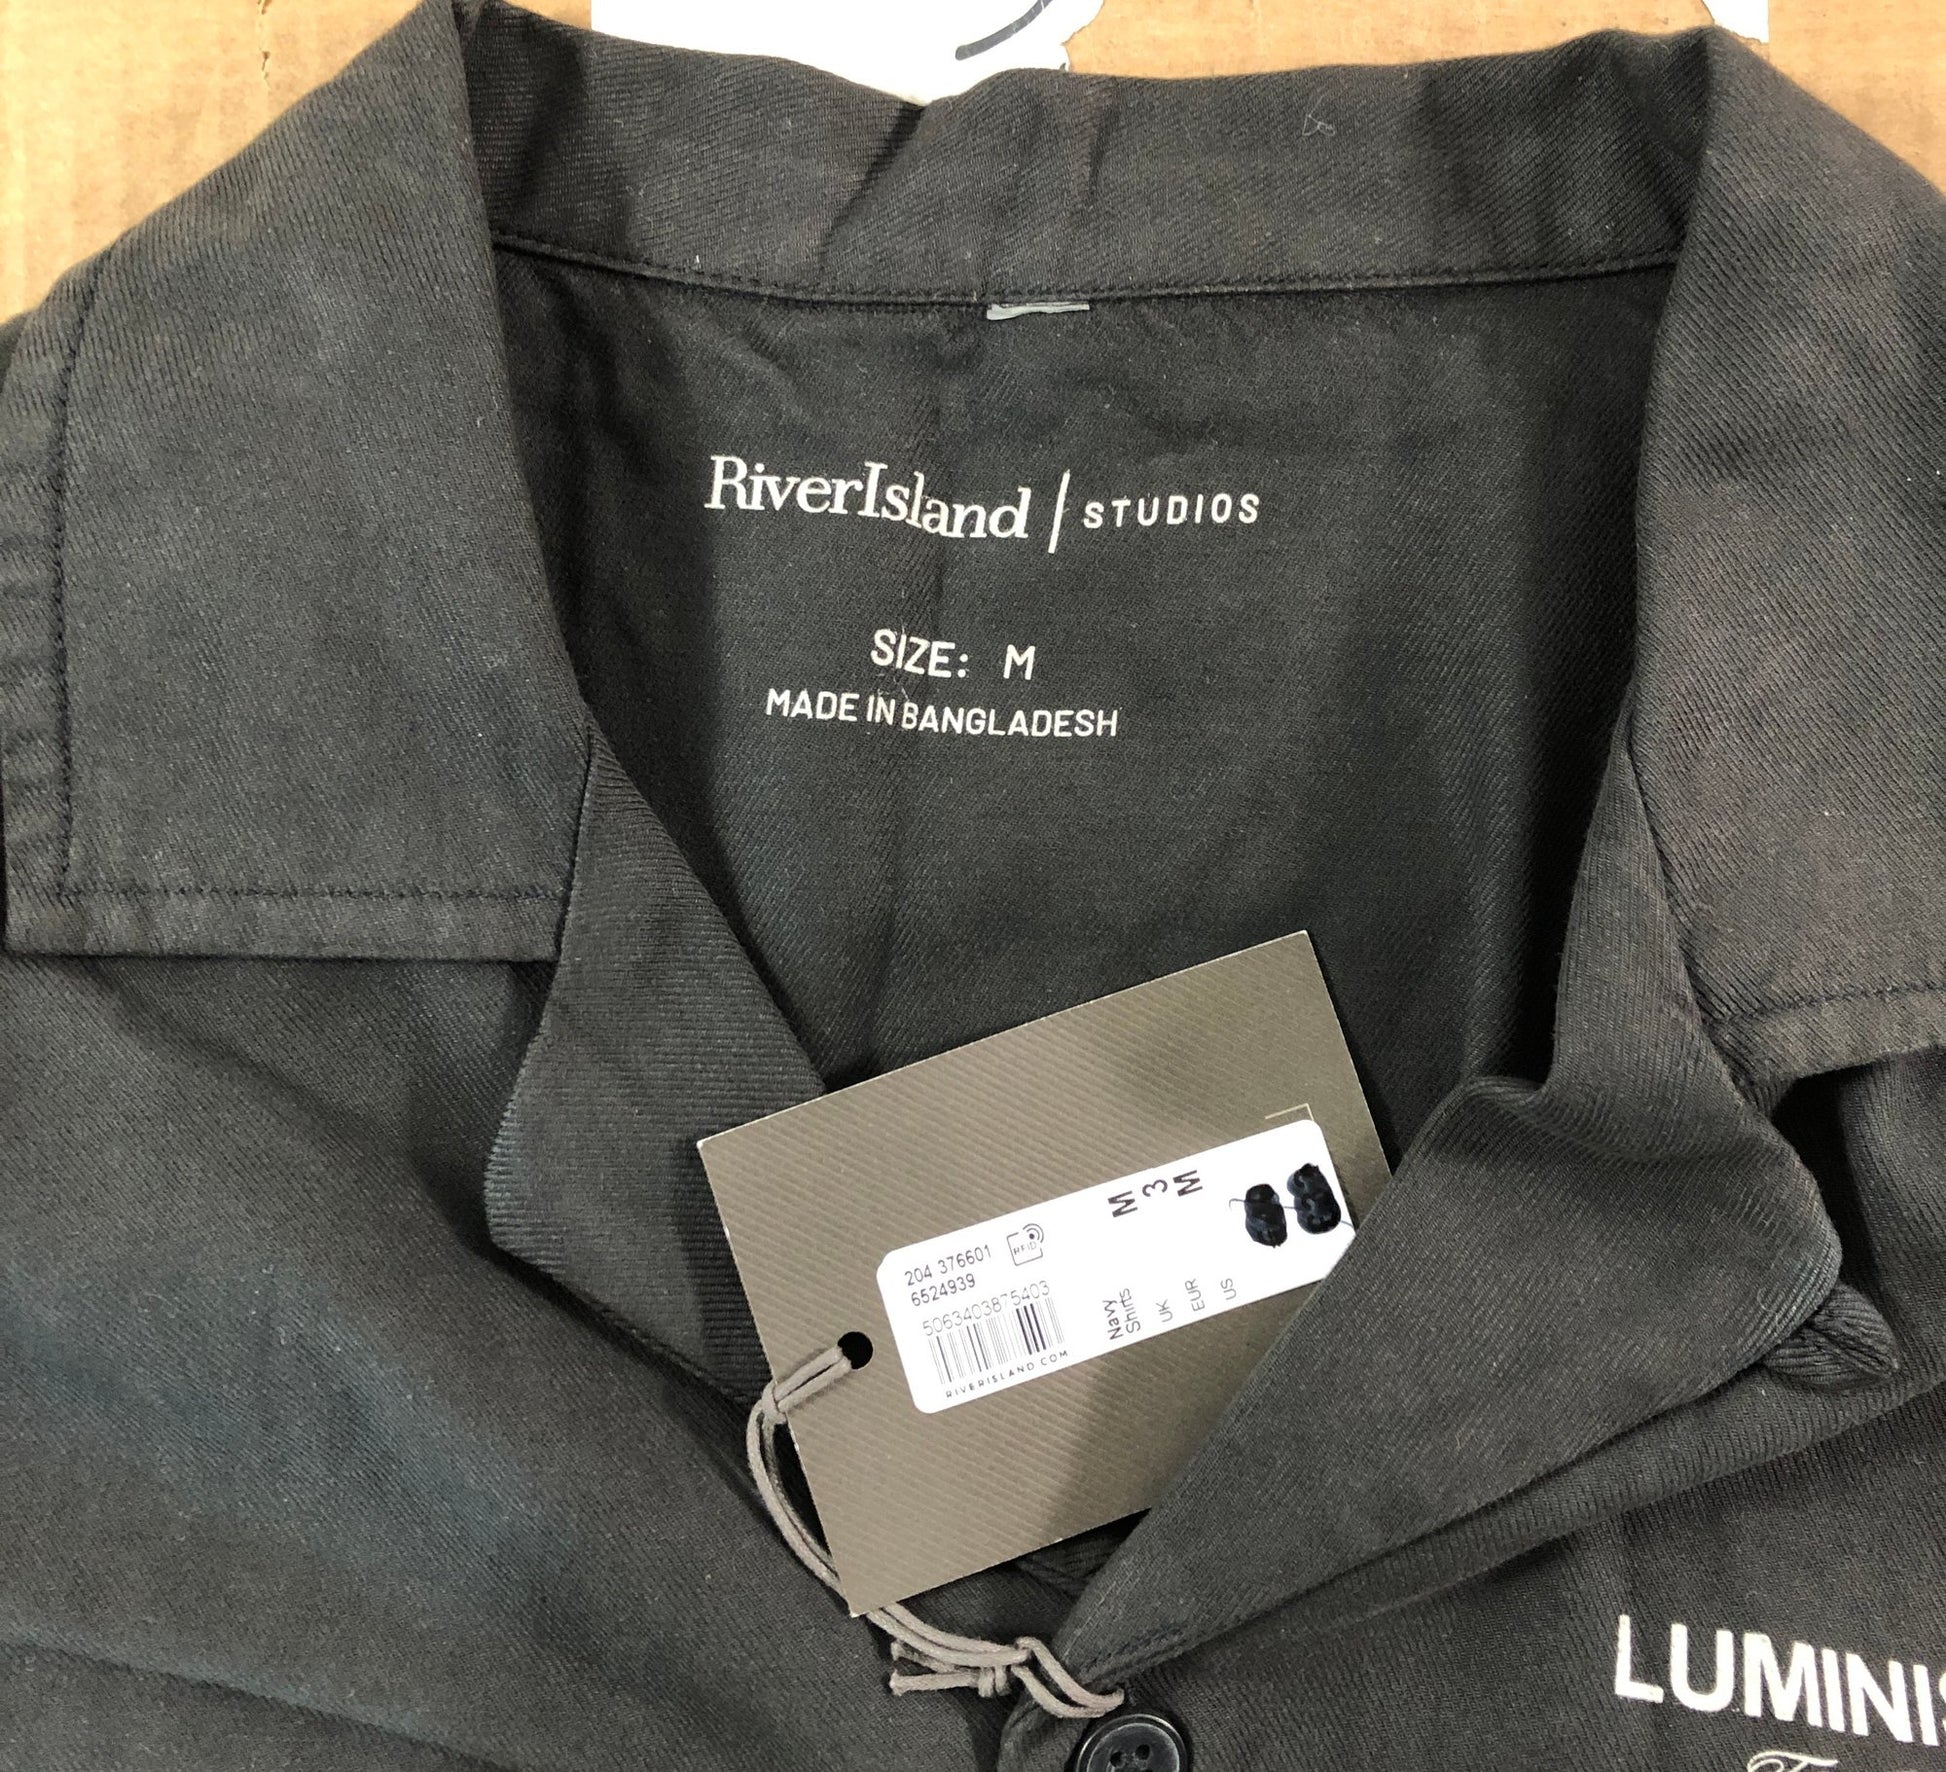 RiverIsland | STUDIOS
SIZE: M
MADE IN BANGLADESH
204 376601
6524939
RFID
5063403875403
RIVERISLAND.COM
Navy
Shirts
UK M
EUR 3
US M
LUMINIS